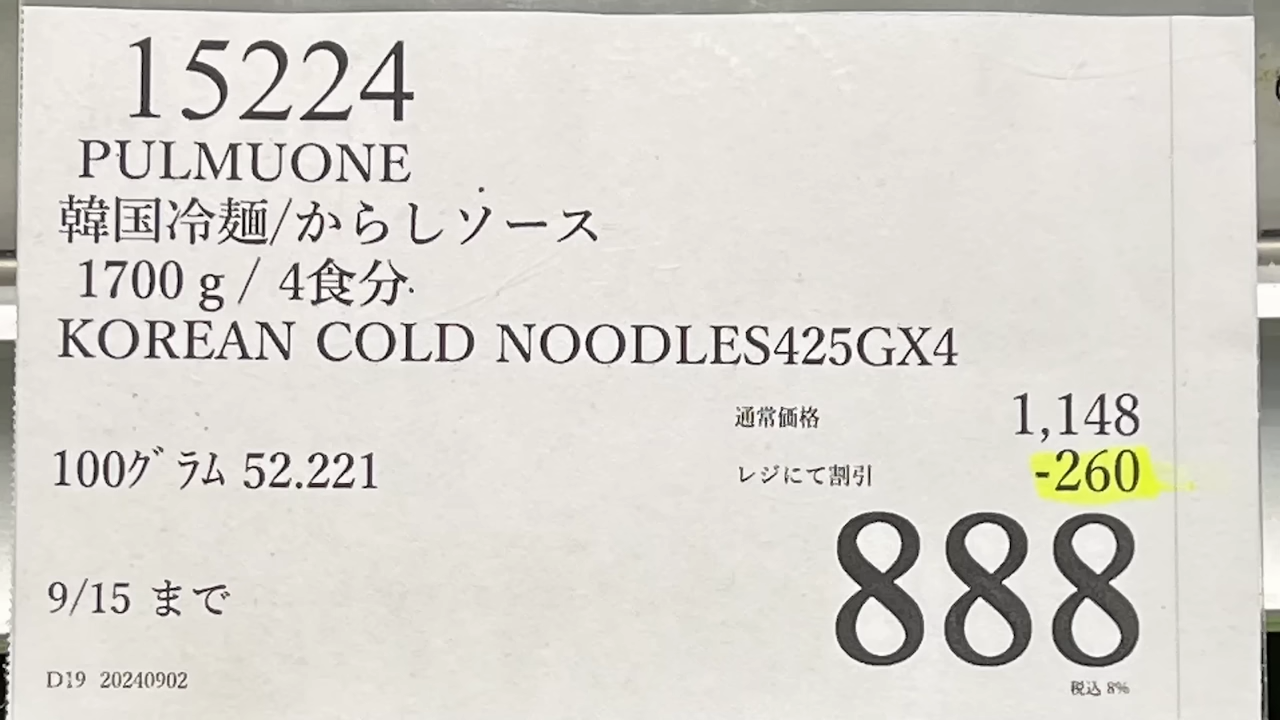 15224
PULMUONE
韓国冷麺/からしソース
1700 g / 4食分
KOREAN COLD NOODLES425GX4
通常価格 1,148
レジにて割引 -260
100グラム 52.221
888
9/15 まで
税込 8%
D19 20240902